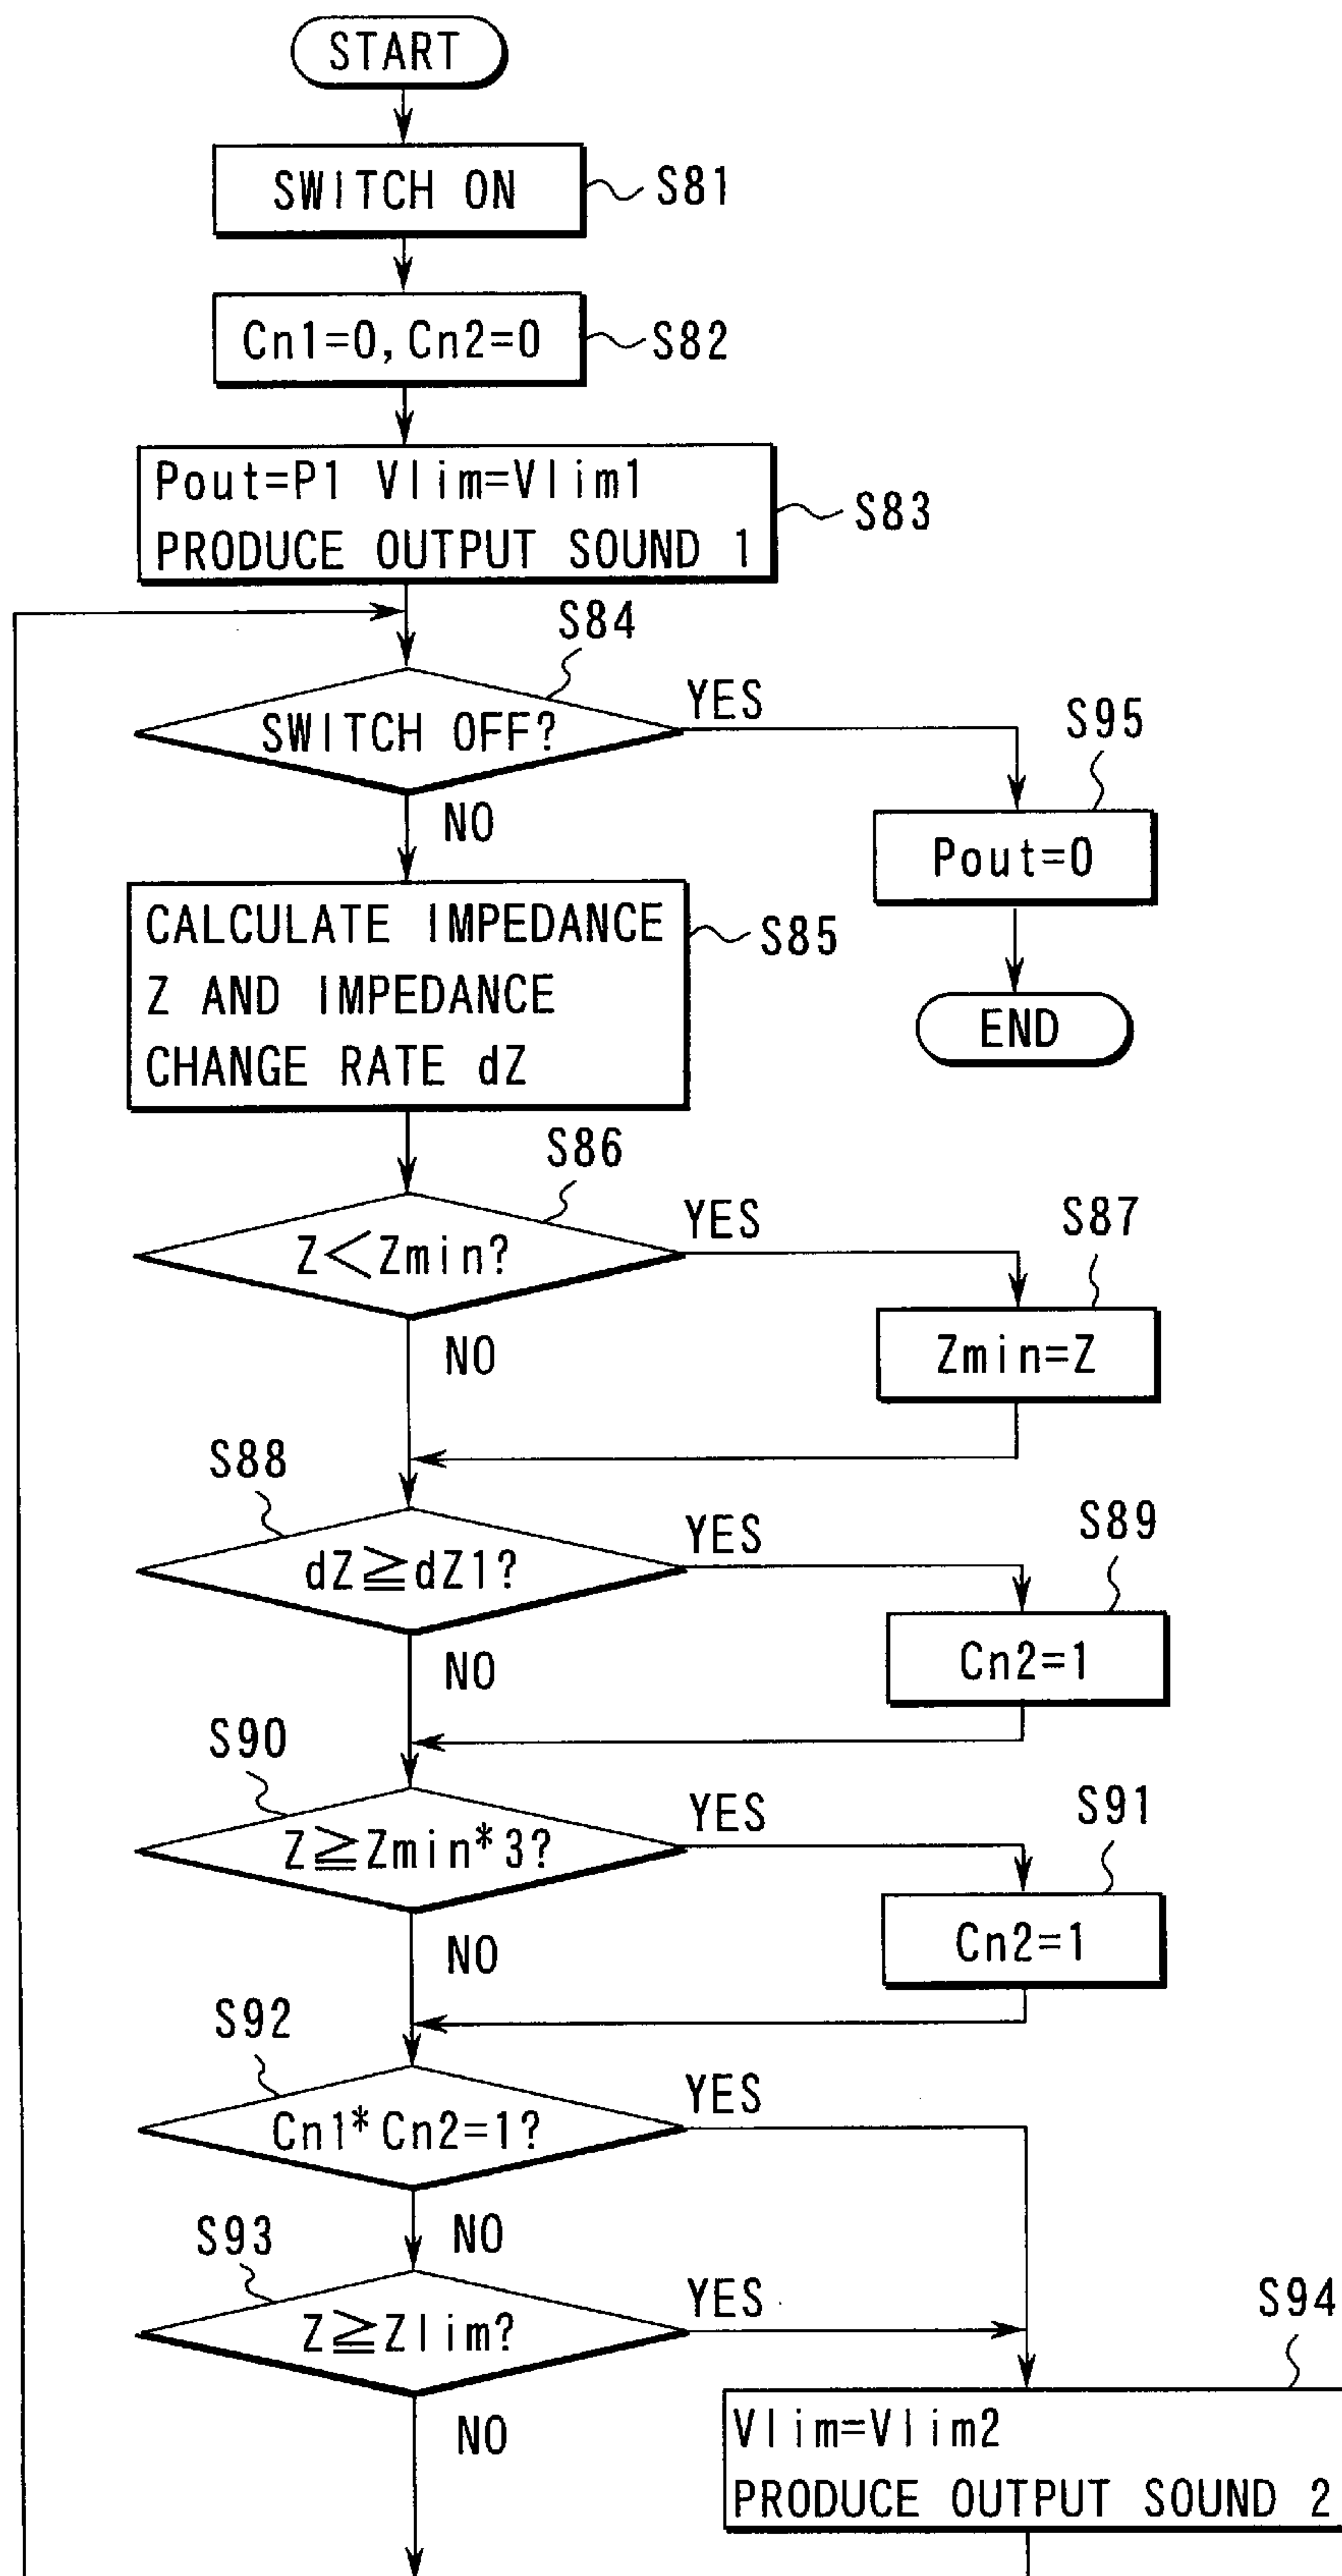 START
SWITCH ON
S81
Cn1=0, Cn2=0
S82
Pout=P1 Vlim=Vlim1
PRODUCE OUTPUT SOUND 1
S83
S84
SWITCH OFF?
YES
NO
S95
Pout=0
END
CALCULATE IMPEDANCE
Z AND IMPEDANCE
CHANGE RATE dZ
S85
S86
Z<Zmin?
YES
NO
S87
Zmin=Z
S88
dZ≧dZ1?
YES
NO
S89
Cn2=1
S90
Z≧Zmin*3?
YES
NO
S91
Cn2=1
S92
Cn1*Cn2=1?
YES
NO
S93
Z≧Zlim?
YES
NO
S94
Vlim=Vlim2
PRODUCE OUTPUT SOUND 2